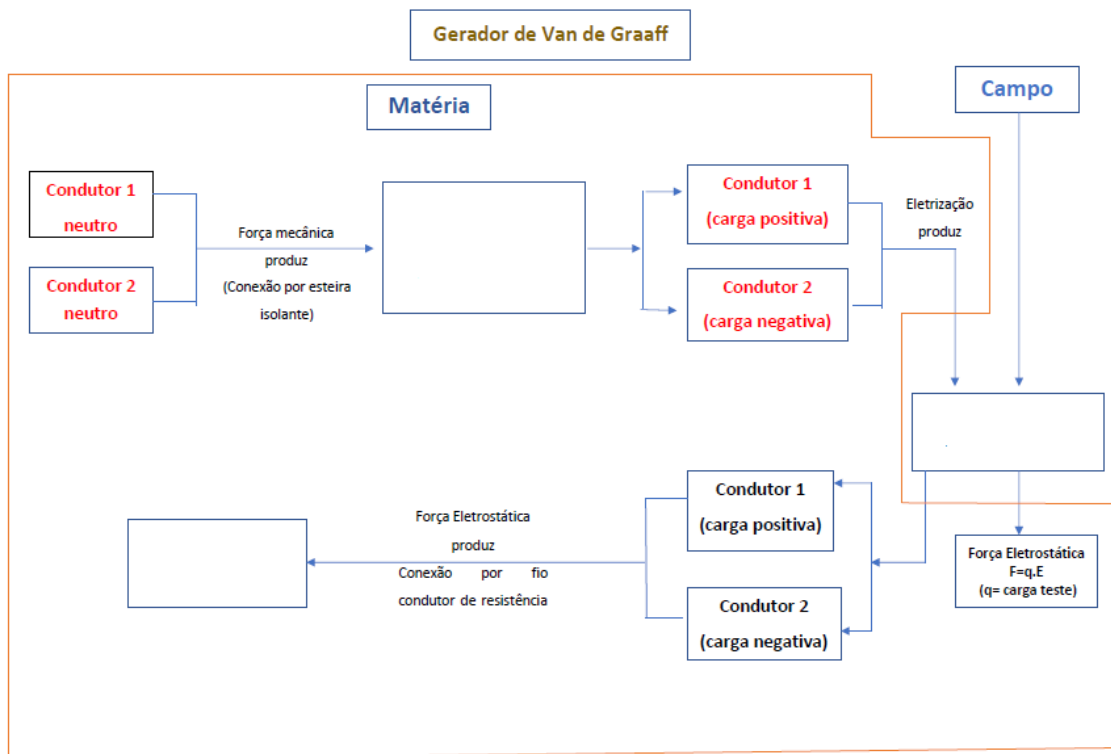 Gerador de Van de Graaff
Matéria
Campo
Condutor 1
neutro
Condutor 2
neutro
Força mecânica
produz
(Conexão por esteira
isolante)
Condutor 1
(carga positiva)
Condutor 2
(carga negativa)
Eletrização
produz
Condutor 1
(carga positiva)
Condutor 2
(carga negativa)
Força Eletrostática
produz
Conexão por fio
condutor de resistência
Força Eletrostática
F=q.E
(q= carga teste)